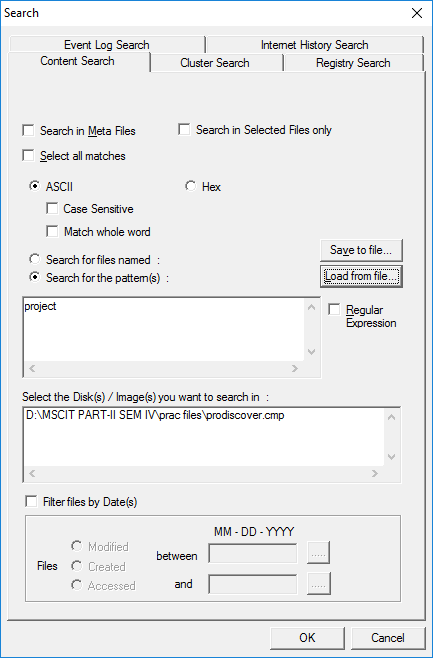 Search
Event Log Search Internet History Search
Content Search Cluster Search Registry Search
Search in Meta Files Search in Selected Files only
Select all matches
ASCII Hex
Case Sensitive
Match whole word
Search for files named :
Save to file...
Search for the pattern(s) :
Load from file...
project
Regular
Expression
Select the Disk(s) / Image(s) you want to search in :
D:\MSCIT PART-II SEM IV\prac files\prodiscover.cmp
Filter files by Date(s)
MM - DD - YYYY
Modified
between .....
Files Created
Accessed
and .....
OK Cancel